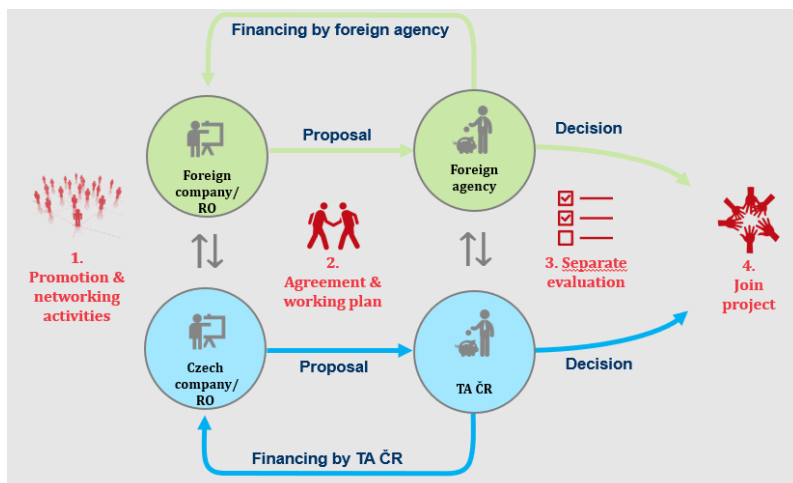 Financing by foreign agency
Proposal
Decision
Foreign
company/
RO
Foreign
agency
1.
Promotion &
networking
activities
2.
Agreement &
working plan
3. Separate
evaluation
4.
Join
project
Czech
company/
RO
Proposal
TA ČR
Decision
Financing by TA ČR